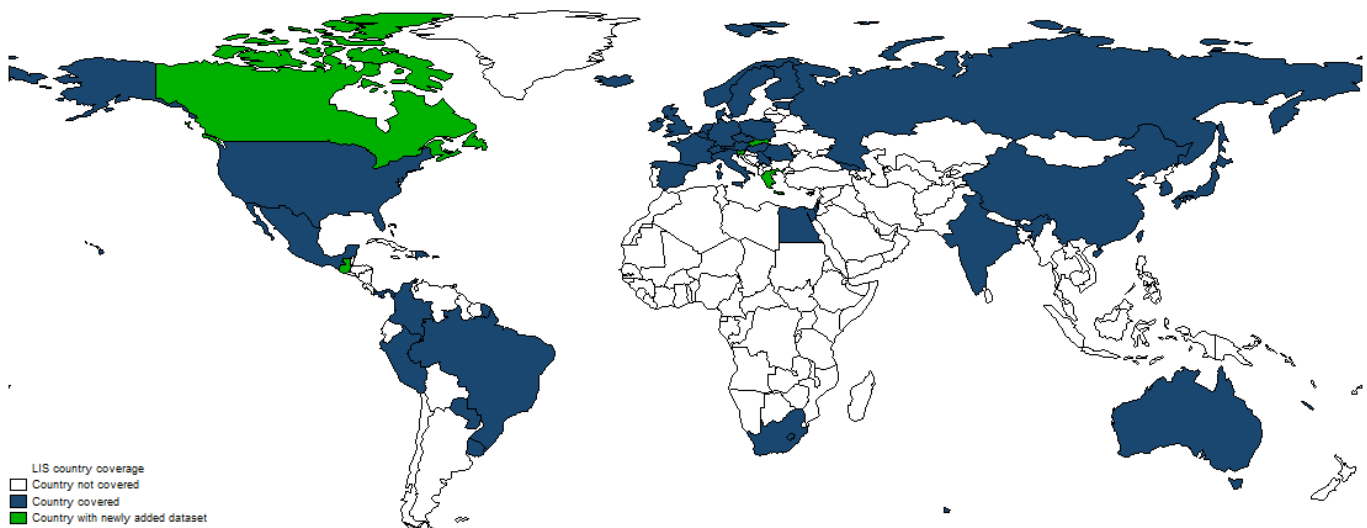 LIS country coverage
Country not covered
Country covered
Country with newly added dataset